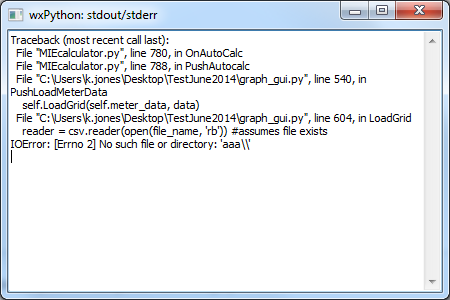 wxPython: stdout/stderr
Traceback (most recent call last):
  File "MIEcalculator.py", line 780, in OnAutoCalc
  File "MIEcalculator.py", line 788, in PushAutocalc
  File "C:\Users\k.jones\Desktop\TestJune2014\graph_gui.py", line 540, in
PushLoadMeterData
    self.LoadGrid(self.meter_data, data)
  File "C:\Users\k.jones\Desktop\TestJune2014\graph_gui.py", line 604, in LoadGrid
    reader = csv.reader(open(file_name, 'rb')) #assumes file exists
IOError: [Errno 2] No such file or directory: 'aaa\\'